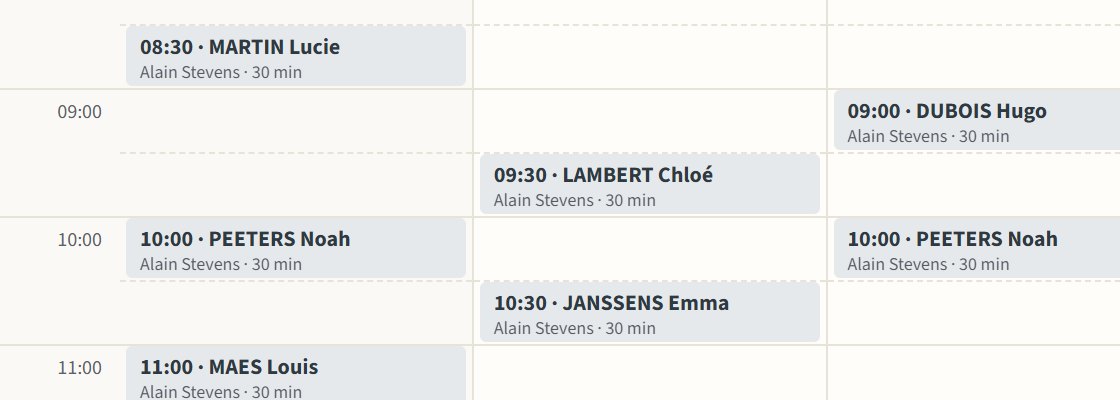 08:30 · MARTIN Lucie
Alain Stevens · 30 min
09:00
09:00 · DUBOIS Hugo
Alain Stevens · 30 min
09:30 · LAMBERT Chloé
Alain Stevens · 30 min
10:00
10:00 · PEETERS Noah
Alain Stevens · 30 min
10:00 · PEETERS Noah
Alain Stevens · 30 min
10:30 · JANSSENS Emma
Alain Stevens · 30 min
11:00
11:00 · MAES Louis
Alain Stevens · 30 min